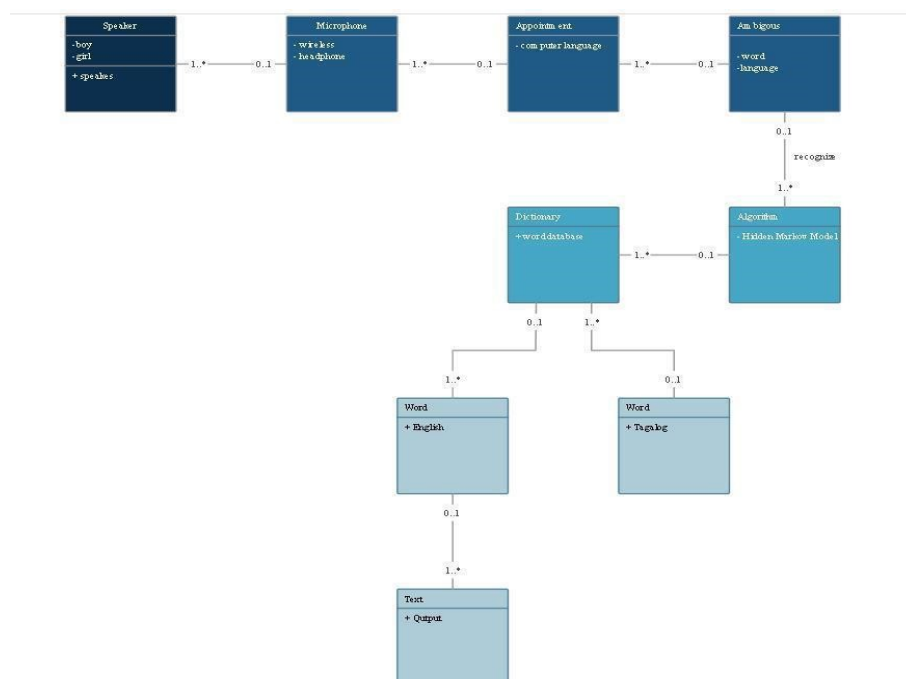 Speaker
-boy
-girl
+ speakes
1..*
0..1
Microphone
- wireless
- headphone
1..*
0..1
Appointment
- computer language
1..*
0..1
Ambigous
- word
-language
0..1
recognize
1..*
Dictionary
+ worddatabase
1..*
0..1
Algorithm
- Hidden Markow Model
0..1
1..*
1..*
0..1
Word
+ English
Word
+ Tagalog
0..1
1..*
Text
+ Output